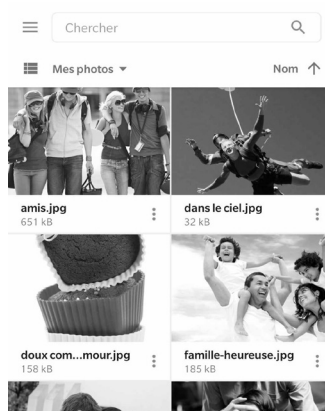 Chercher
Mes photos
Nom
amis.jpg
651 kB
dans le ciel.jpg
32 kB
doux com...mour.jpg
158 kB
famille-heureuse.jpg
185 kB